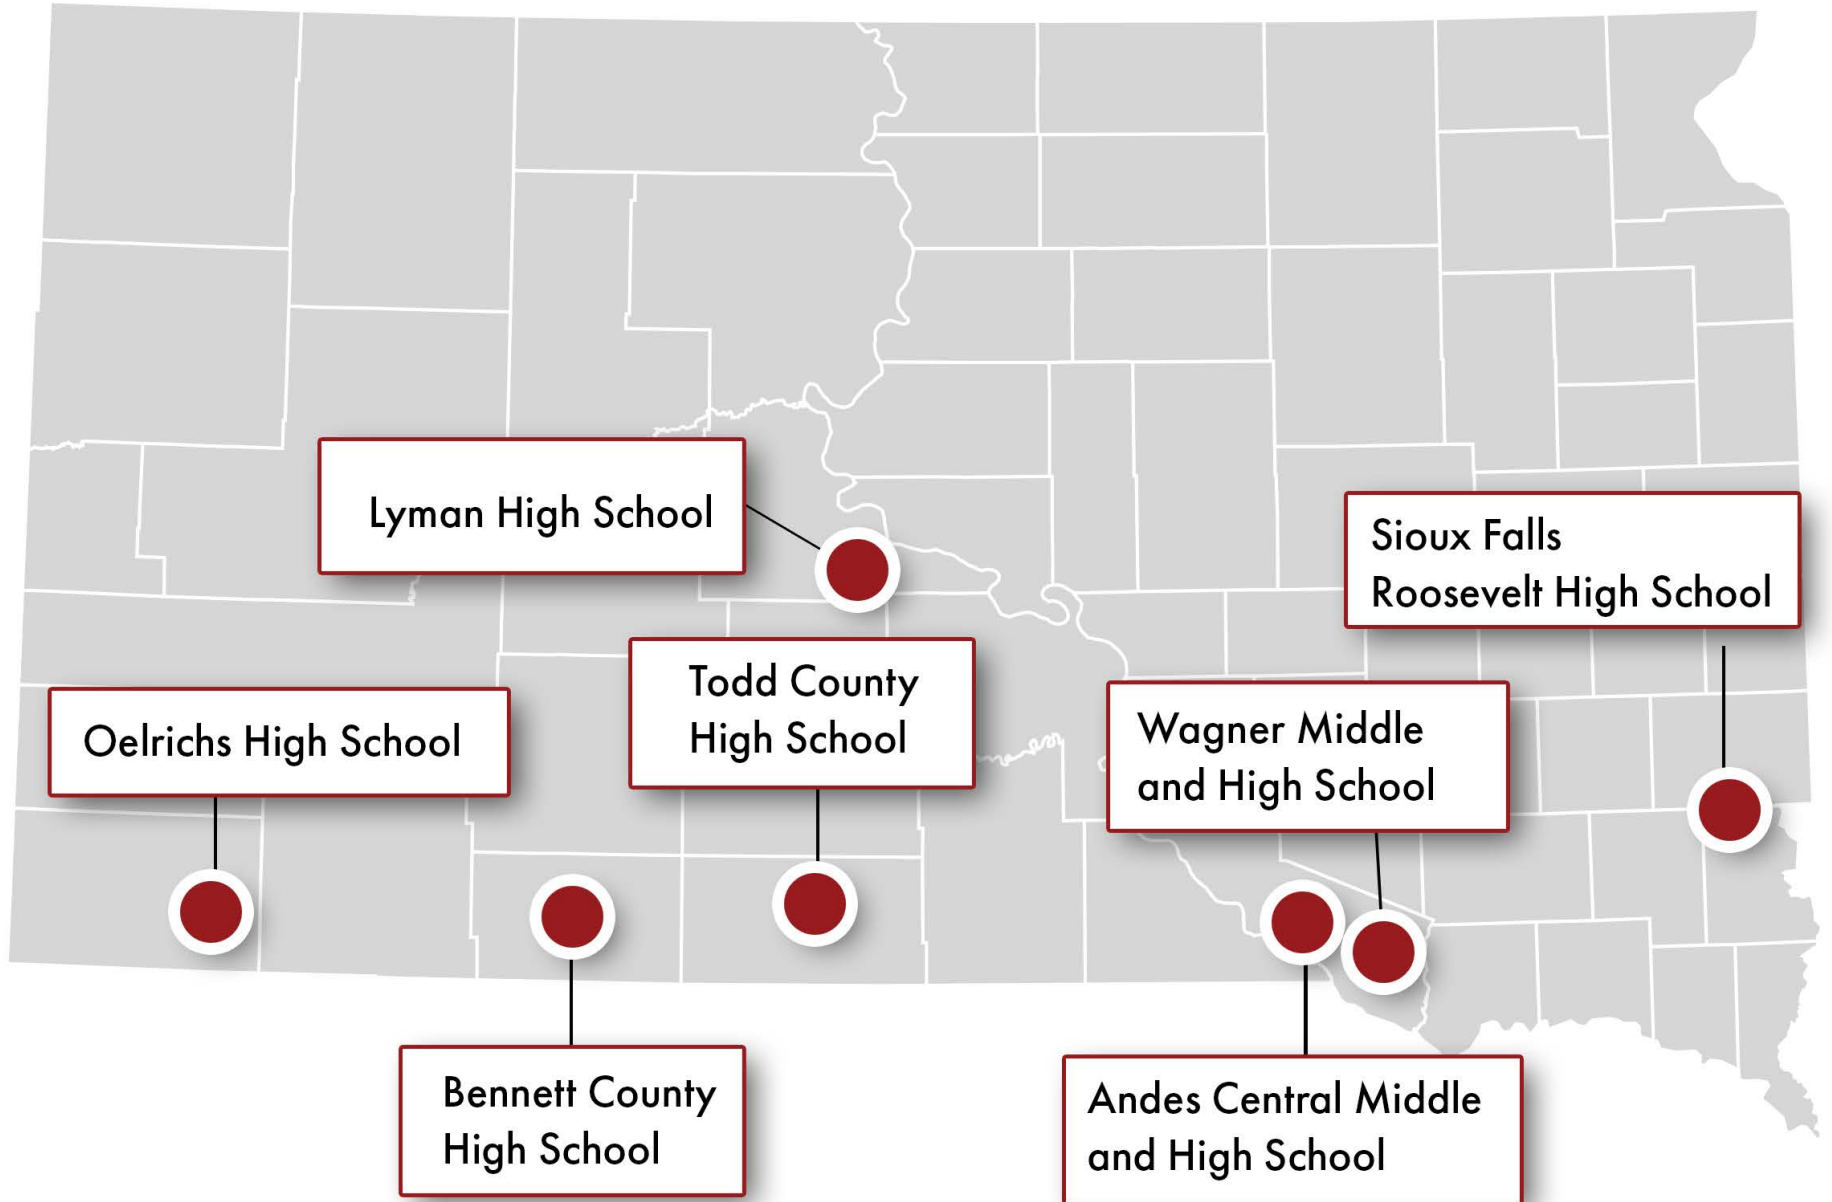 Lyman High School
Sioux Falls
Roosevelt High School
Todd County
High School
Oelrichs High School
Wagner Middle
and High School
Bennett County
High School
Andes Central Middle
and High School